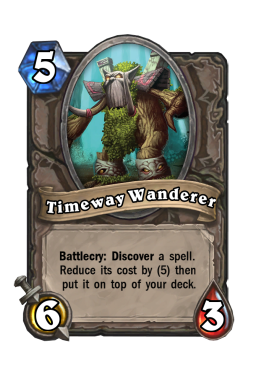 5
Timeway Wanderer
Battlecry: Discover a spell.
Reduce its cost by (5) then
put it on top of your deck.
6 3